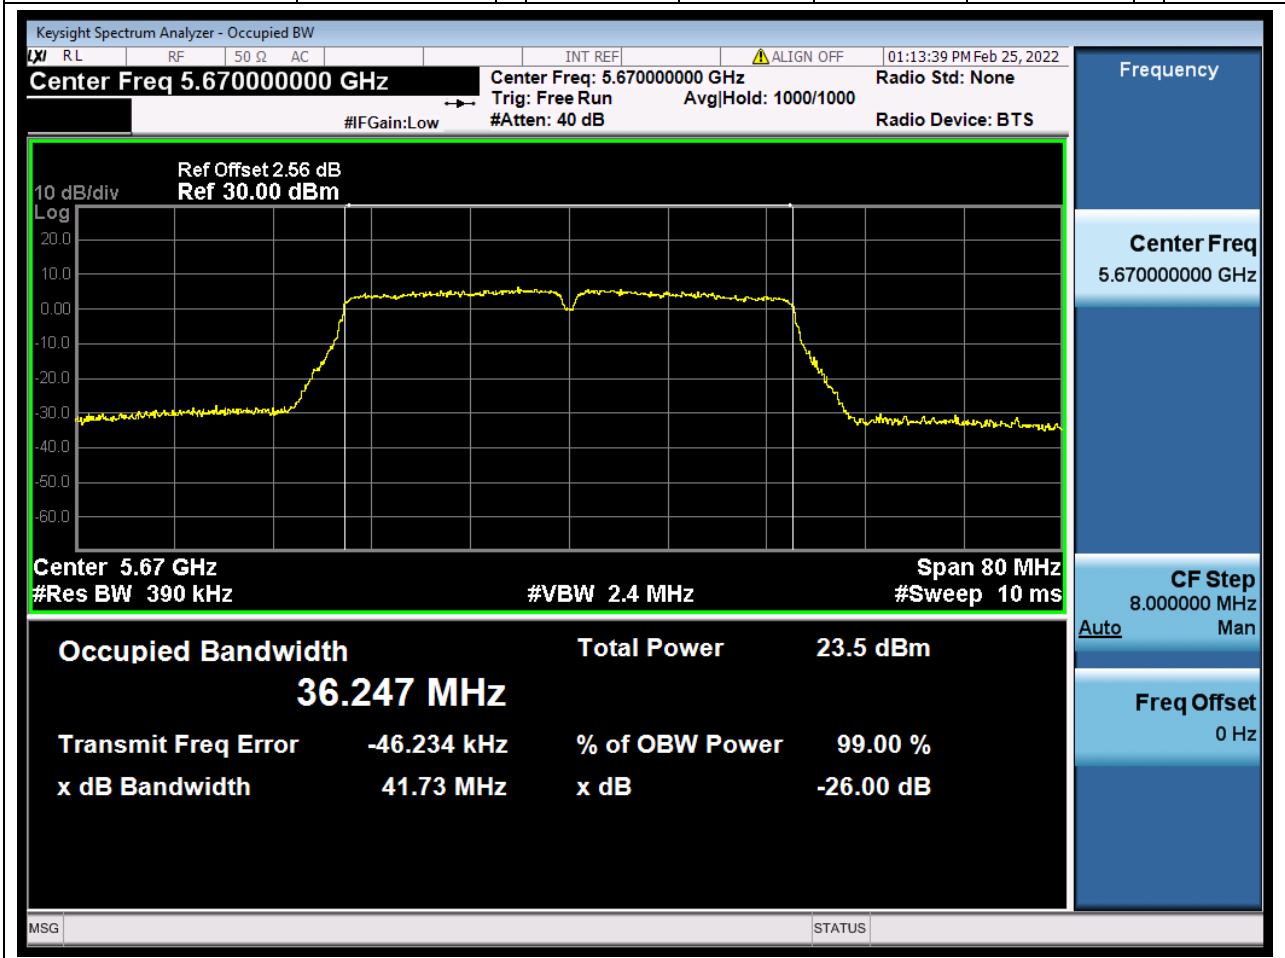 Keysight Spectrum Analyzer - Occupied BW
LXI RL RF 50 Ω AC INT REF ALIGN OFF 01:13:39 PM Feb 25, 2022
Center Freq 5.670000000 GHz
Center Freq: 5.670000000 GHz
Radio Std: None
Trig: Free Run
Avg|Hold: 1000/1000
#IFGain:Low
#Atten: 40 dB
Radio Device: BTS
Ref Offset 2.56 dB
10 dB/div
Ref 30.00 dBm
Log
20.0
10.0
0.00
-10.0
-20.0
-30.0
-40.0
-50.0
-60.0
Center 5.67 GHz
Span 80 MHz
#Res BW 390 kHz
#VBW 2.4 MHz
#Sweep 10 ms
Occupied Bandwidth
Total Power 23.5 dBm
36.247 MHz
Transmit Freq Error -46.234 kHz
% of OBW Power 99.00 %
x dB Bandwidth 41.73 MHz
x dB -26.00 dB
Frequency
Center Freq
5.670000000 GHz
CF Step
8.000000 MHz
Auto Man
Freq Offset
0 Hz
MSG
STATUS